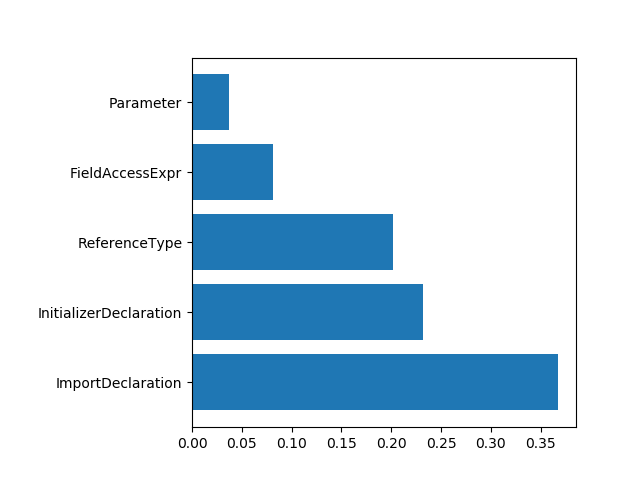 Parameter
FieldAccessExpr
ReferenceType
InitializerDeclaration
ImportDeclaration
0.00 0.05 0.10 0.15 0.20 0.25 0.30 0.35